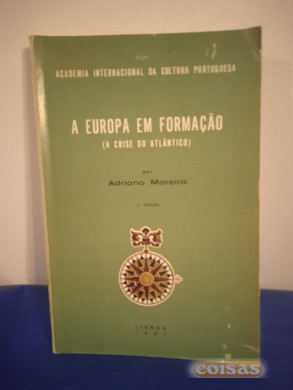 ACADEMIA INTERNACIONAL DA CULTURA PORTUGUESA
A EUROPA EM FORMAÇÃO
(A CRISE DO ATLÂNTICO)
por
Adriano Moreira
LISBOA
coisas